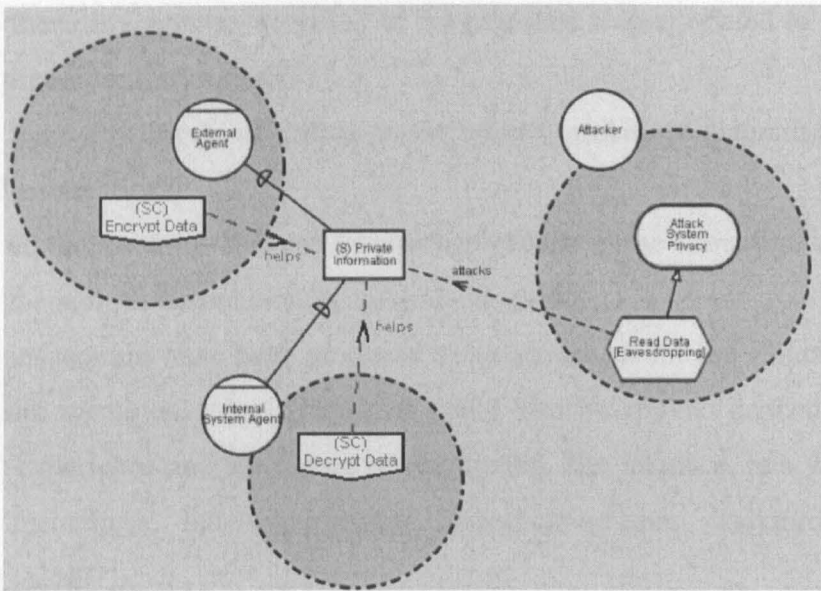 External
Agent
(SC)
Encrypt Data
helps
(S) Private
Information
helps
Internal
System Agent
(SC)
Decrypt Data
Attacker
Attack
System
Privacy
attacks
Read Data
[Eavesdropping]